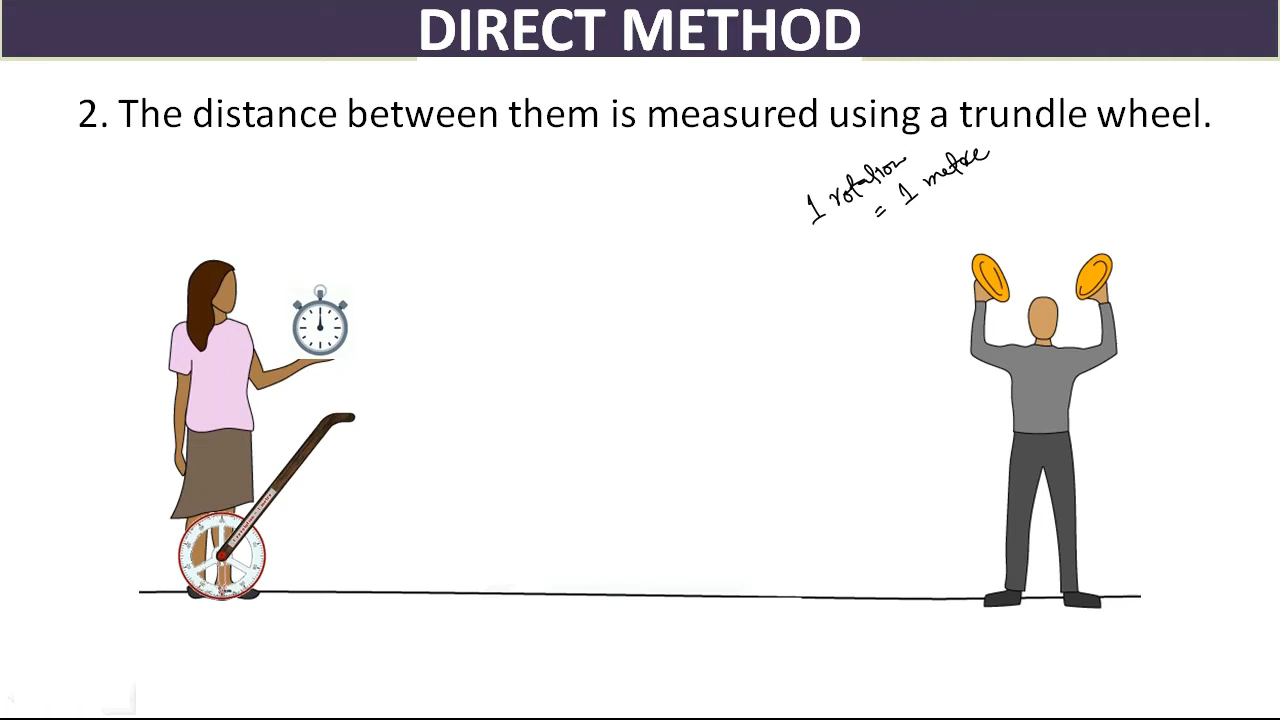 DIRECT METHOD
2. The distance between them is measured using a trundle wheel.
1 rotation
= 1 metre